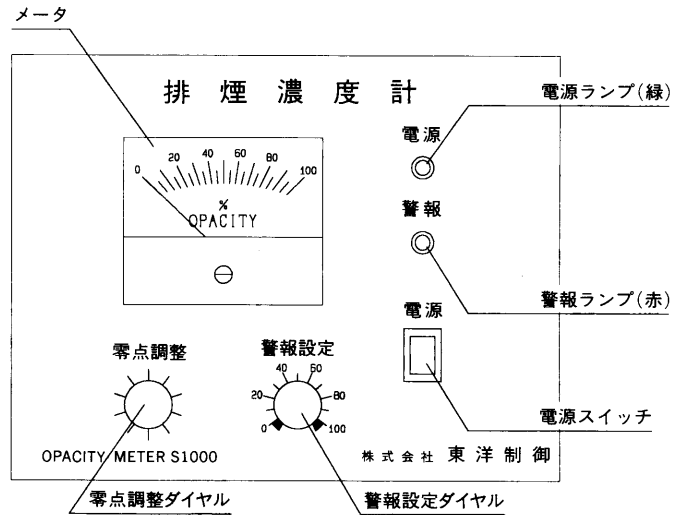 メータ
排煙濃度計
電源ランプ(緑)
電源
0 20 40 60 80 100
%
OPACITY
警報
警報ランプ(赤)
電源
零点調整
警報設定
0 20 40 60 80 100
電源スイッチ
OPACITY METER S1000
株式会社 東洋制御
零点調整ダイヤル
警報設定ダイヤル